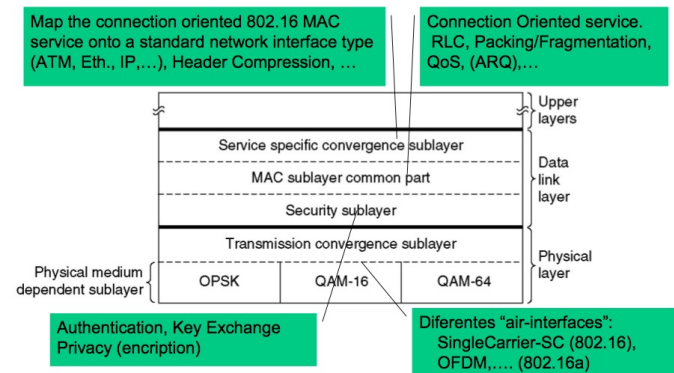 Map the connection oriented 802.16 MAC
service onto a standard network interface type
(ATM, Eth., IP,...), Header Compression, ...
Connection Oriented service.
RLC, Packing/Fragmentation,
QoS, (ARQ),...
Upper
layers
Service specific convergence sublayer
MAC sublayer common part
Security sublayer
Data
link
layer
Transmission convergence sublayer
Physical medium
dependent sublayer
OPSK
QAM-16
QAM-64
Physical
layer
Authentication, Key Exchange
Privacy (encription)
Diferentes “air-interfaces”:
SingleCarrier-SC (802.16),
OFDM,.... (802.16a)